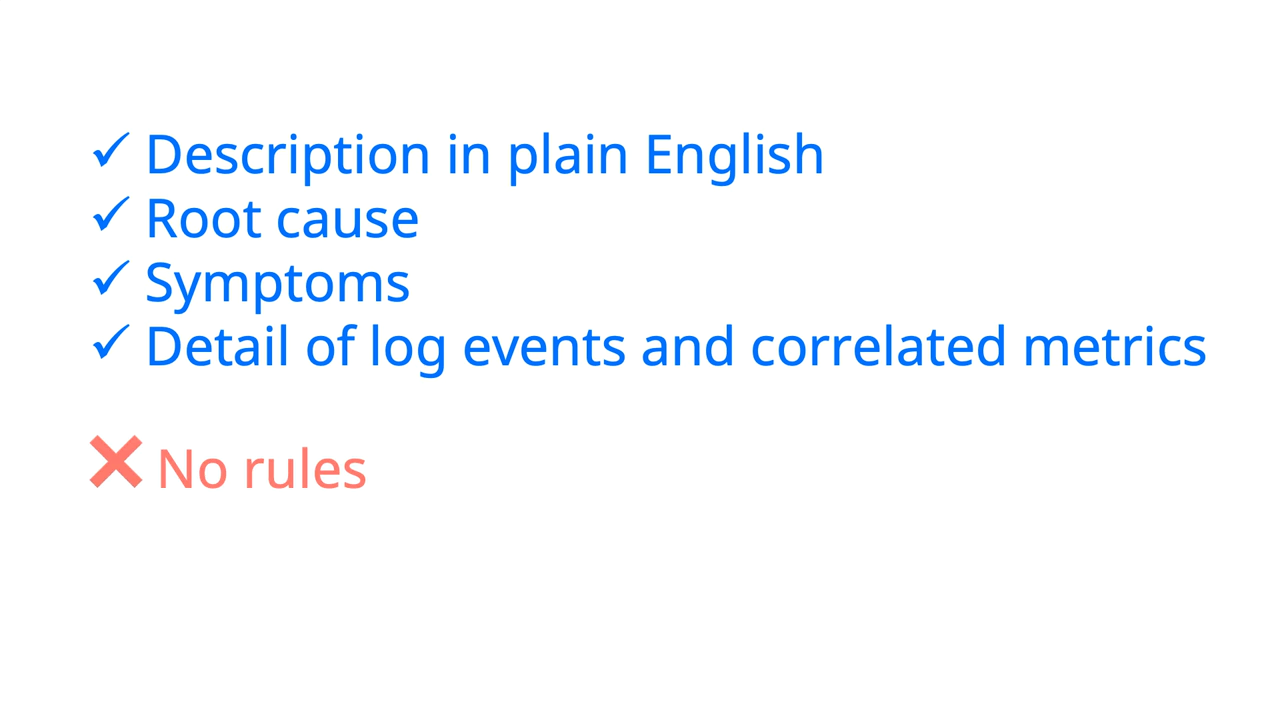 ✓ Description in plain English
✓ Root cause
✓ Symptoms
✓ Detail of log events and correlated metrics
❌ No rules